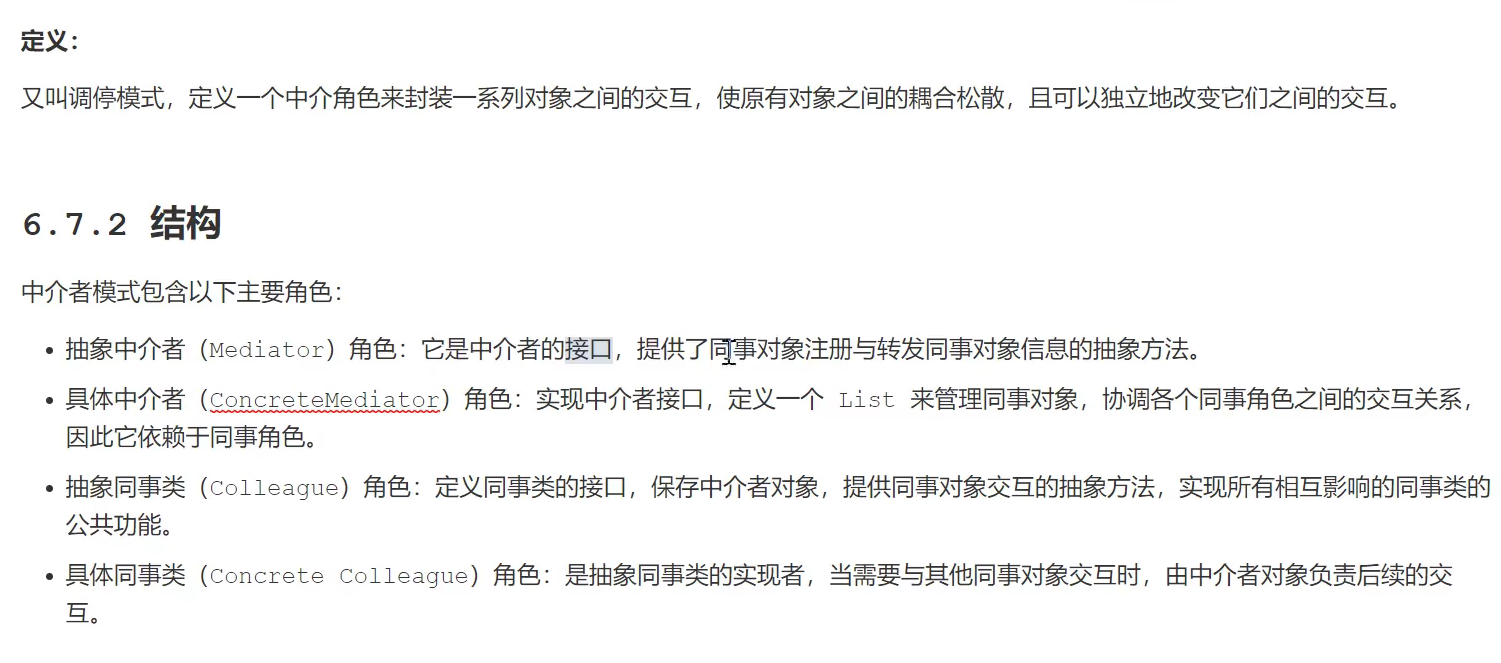 定义：
又叫调停模式，定义一个中介角色来封装一系列对象之间的交互，使原有对象之间的耦合松散，且可以独立地改变它们之间的交互。
6.7.2 结构
中介者模式包含以下主要角色：
• 抽象中介者（Mediator）角色：它是中介者的接口，提供了同事对象注册与转发同事对象信息的抽象方法。
• 具体中介者（ConcreteMediator）角色：实现中介者接口，定义一个 List 来管理同事对象，协调各个同事角色之间的交互关系，
因此它依赖于同事角色。
• 抽象同事类（Colleague）角色：定义同事类的接口，保存中介者对象，提供同事对象交互的抽象方法，实现所有相互影响的同事类的
公共功能。
• 具体同事类（Concrete Colleague）角色：是抽象同事类的实现者，当需要与其他同事对象交互时，由中介者对象负责后续的交
互。